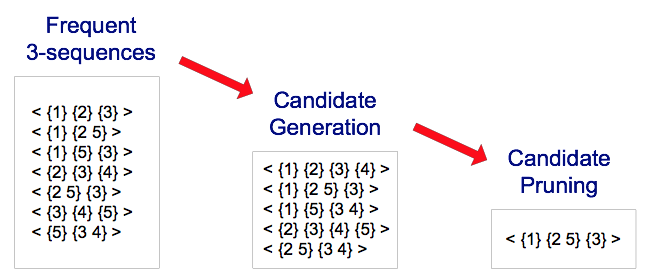 Frequent
3-sequences
< {1} {2} {3} >
< {1} {2 5} >
< {1} {5} {3} >
< {2} {3} {4} >
< {2 5} {3} >
< {3} {4} {5} >
< {5} {3 4} >
Candidate
Generation
< {1} {2} {3} {4} >
< {1} {2 5} {3} >
< {1} {5} {3 4} >
< {2} {3} {4} {5} >
< {2 5} {3 4} >
Candidate
Pruning
< {1} {2 5} {3} >